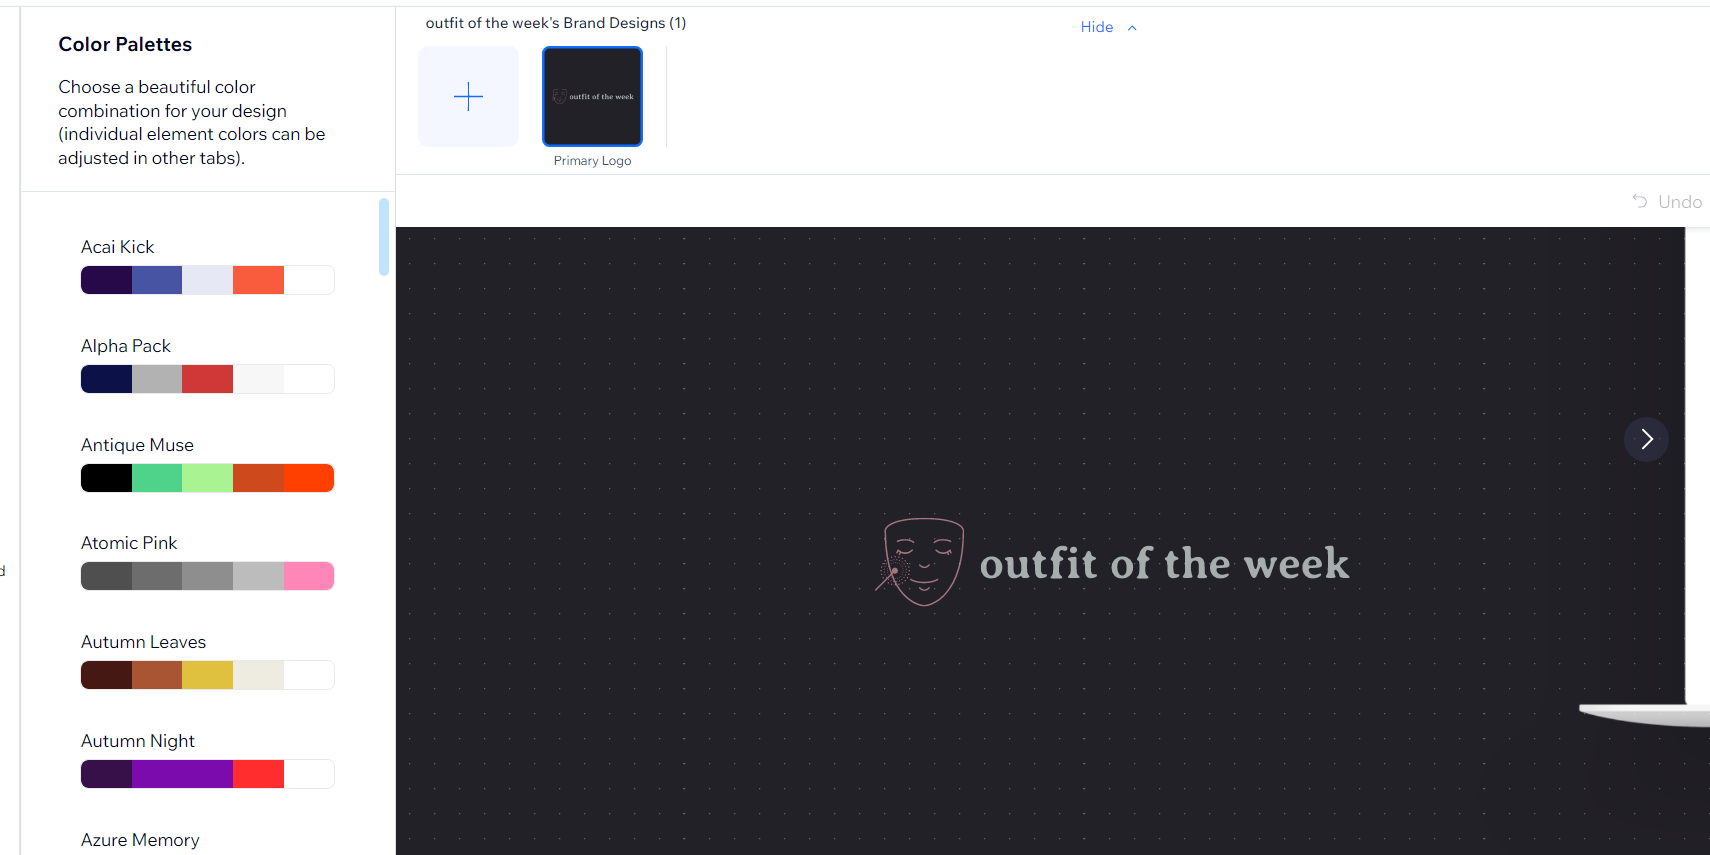 Color Palettes
Choose a beautiful color
combination for your design
(individual element colors can be
adjusted in other tabs).
Acai Kick
Alpha Pack
Antique Muse
Atomic Pink
Autumn Leaves
Autumn Night
Azure Memory
outfit of the week's Brand Designs (1)
Hide
outfit of the week
Primary Logo
Undo
outfit of the week